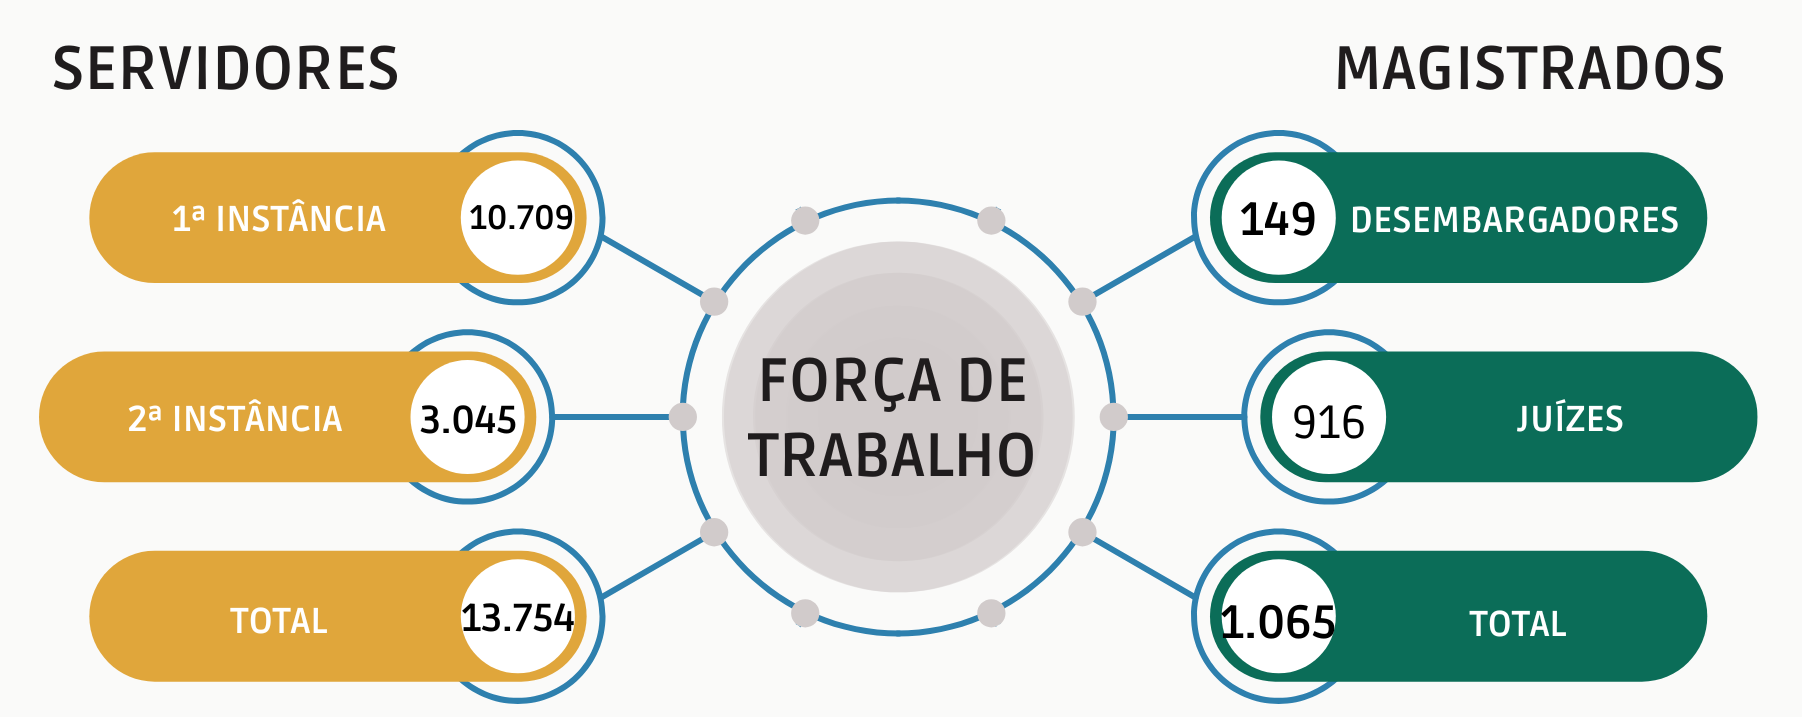 SERVIDORES
1ª INSTÂNCIA 10.709
2ª INSTÂNCIA 3.045
TOTAL 13.754
FORÇA DE
TRABALHO
MAGISTRADOS
149 DESEMBARGADORES
916 JUÍZES
1.065 TOTAL